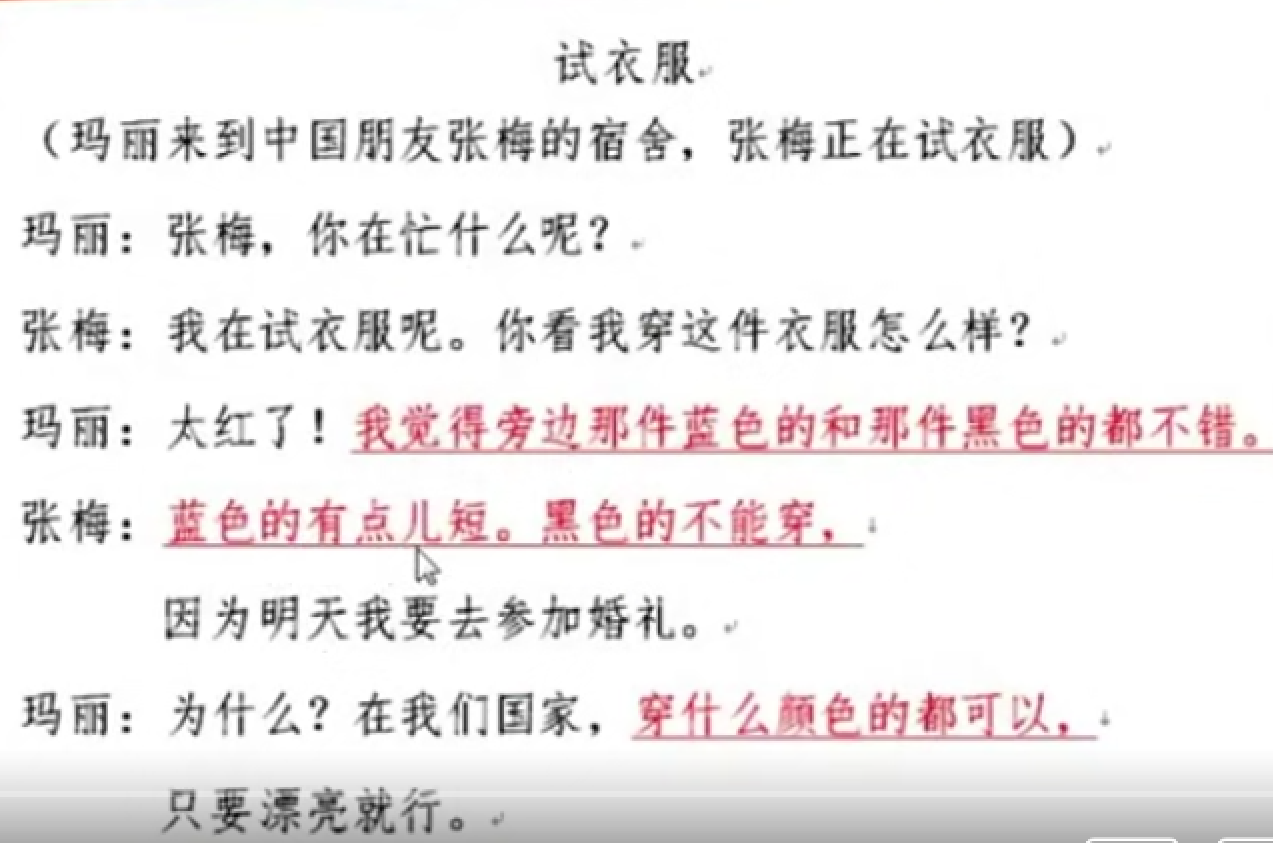 试衣服
（玛丽来到中国朋友张梅的宿舍，张梅正在试衣服）
玛丽：张梅，你在忙什么呢？
张梅：我在试衣服呢。你看我穿这件衣服怎么样？
玛丽：太红了！我觉得旁边那件蓝色的和那件黑色的都不错。
张梅：蓝色的有点儿短。黑色的不能穿，
因为明天我要去参加婚礼。
玛丽：为什么？在我们国家，穿什么颜色的都可以，
只要漂亮就行。